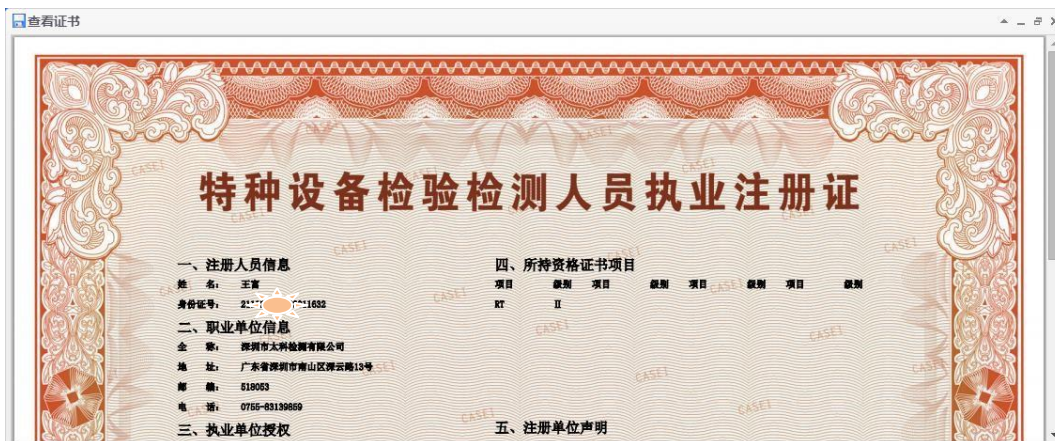 查看证书
特种设备检验检测人员执业注册证
一、注册人员信息
姓 名: 王富
身份证号: 21 11632
二、职业单位信息
全 称: 深圳市太科检测有限公司
地 址: 广东省深圳市南山区深云路13号
邮 编: 518053
电 话: 0755-83139859
三、执业单位授权
四、所持资格证书项目
项目 级别 项目 级别 项目 级别 项目 级别
RT II
五、注册单位声明
CASEI